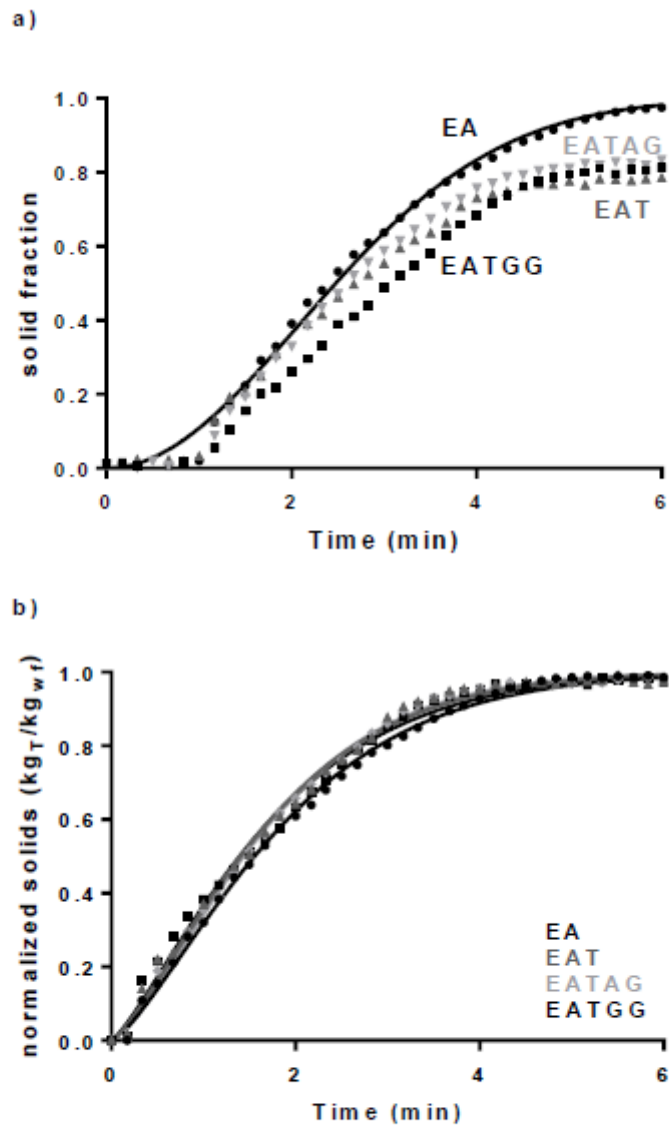 a)
solid fraction
1.0
0.8
0.6
0.4
0.2
0.0
EA
EATAG
EAT
EATGG
0 2 4 6
Time (min)
b)
normalized solids (kgT/kgwf)
1.0
0.8
0.6
0.4
0.2
0.0
EA
EAT
EATAG
EATGG
0 2 4 6
Time (min)